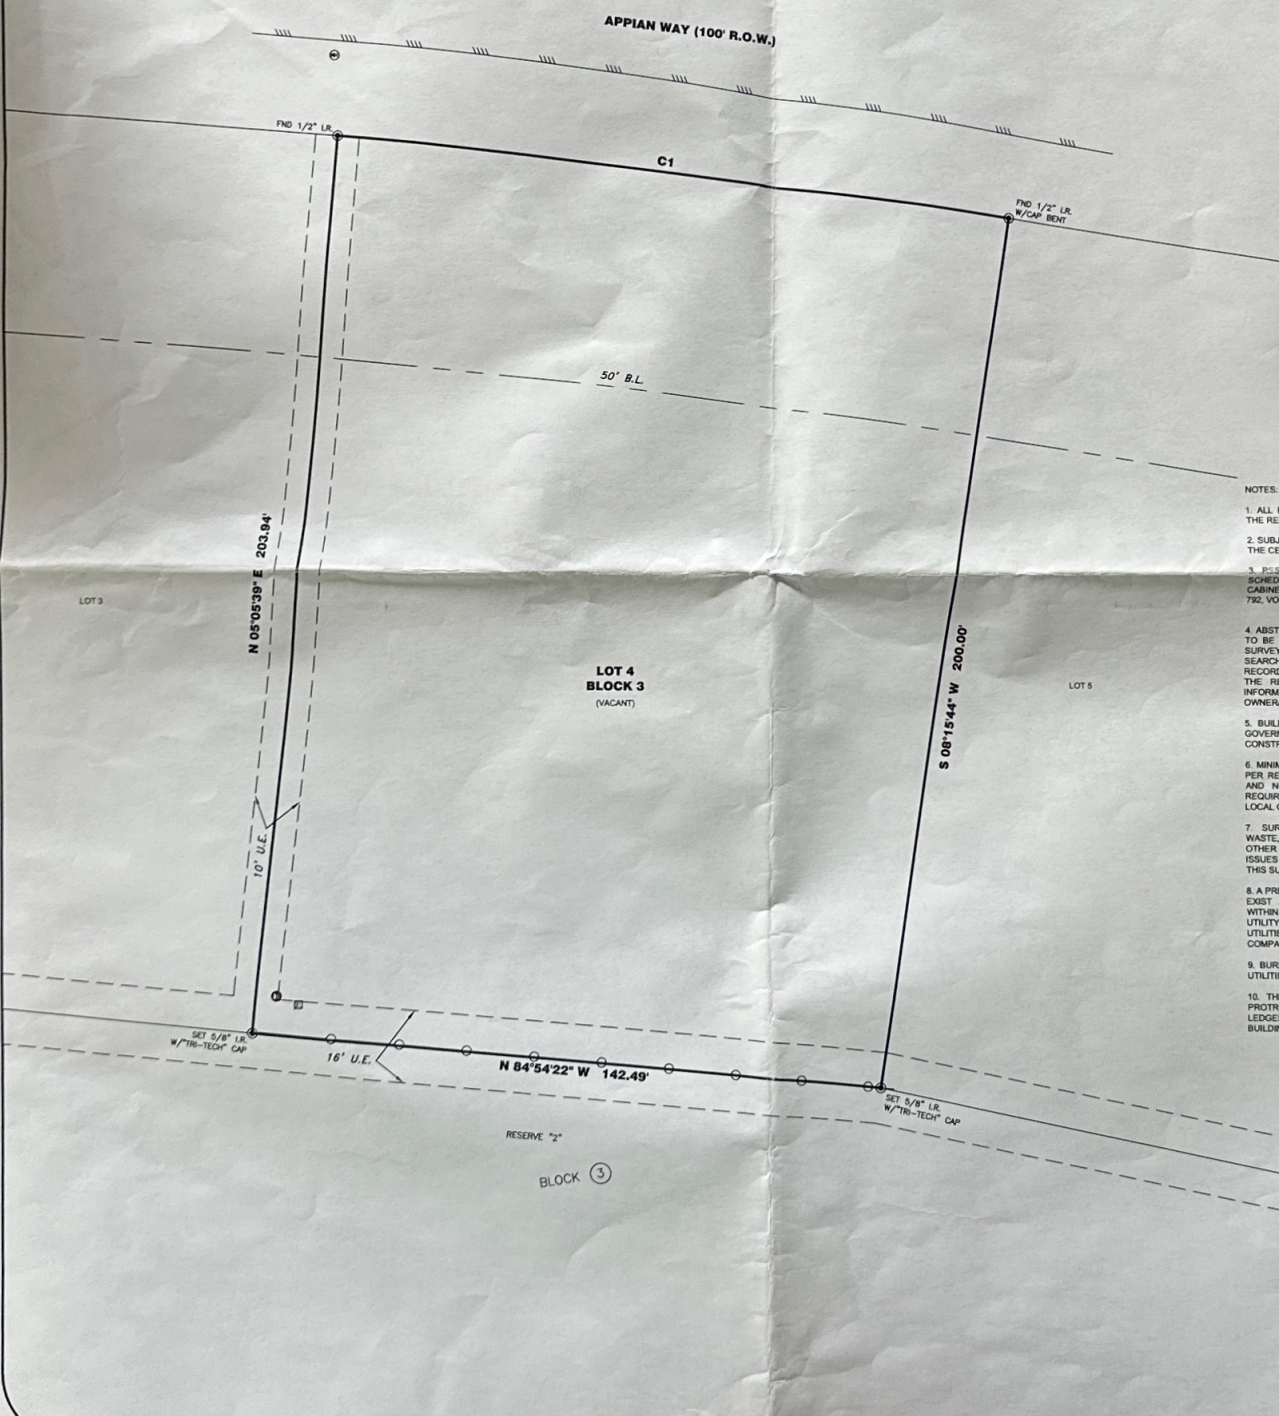 APPIAN WAY (100' R.O.W.)
FND 1/2" I.R.
C1
FND 1/2" I.R.
W/CAP BENT
50' B.L.
N 05°05'39" E 203.94'
LOT 3
LOT 4
BLOCK 3
(VACANT)
S 08°15'44" W 200.00'
LOT 5
10' U.E.
SET 5/8" I.R.
W/"TRI-TECH" CAP
16' U.E.
N 84°54'22" W 142.49'
SET 5/8" I.R.
W/"TRI-TECH" CAP
RESERVE "2"
BLOCK 3
NOTES:
1. ALL
THE RE
2. SUBJ
THE CE
3.
SCHED
CABINE
792, VO
4. ABST
TO BE
SURVEY
SEARCH
RECORD
THE RE
INFORM
OWNER
5. BUIL
GOVER
CONST
6. MINIM
PER RE
AND N
REQUIR
LOCAL
7. SUR
WASTE,
OTHER
ISSUES
THIS SU
8. A PR
EXIST
WITHIN
UTILITY
UTILITI
COMPA
9. BUR
UTILITI
10. TH
PROTR
LEDGE
BUILDI